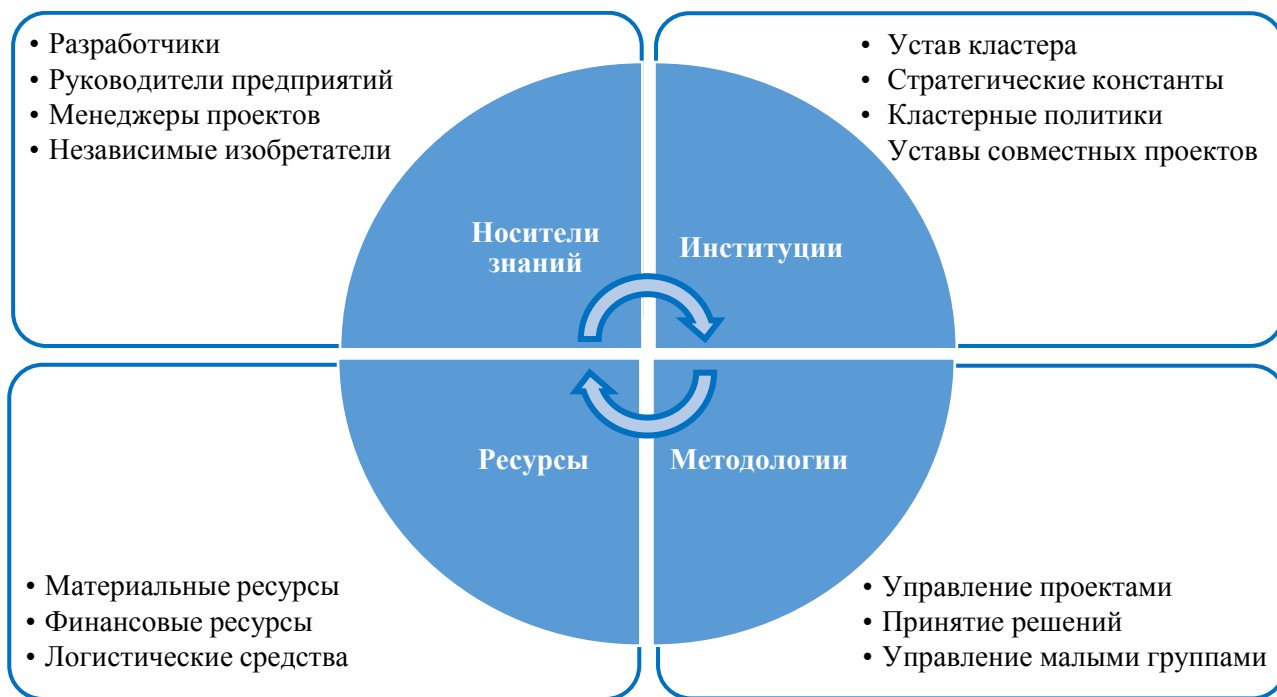 • Разработчики
• Руководители предприятий
• Менеджеры проектов
• Независимые изобретатели
• Устав кластера
• Стратегические константы
• Кластерные политики
Уставы совместных проектов
Носители
знаний
Институции
Ресурсы
Методологии
• Материальные ресурсы
• Финансовые ресурсы
• Логистические средства
• Управление проектами
• Принятие решений
• Управление малыми группами